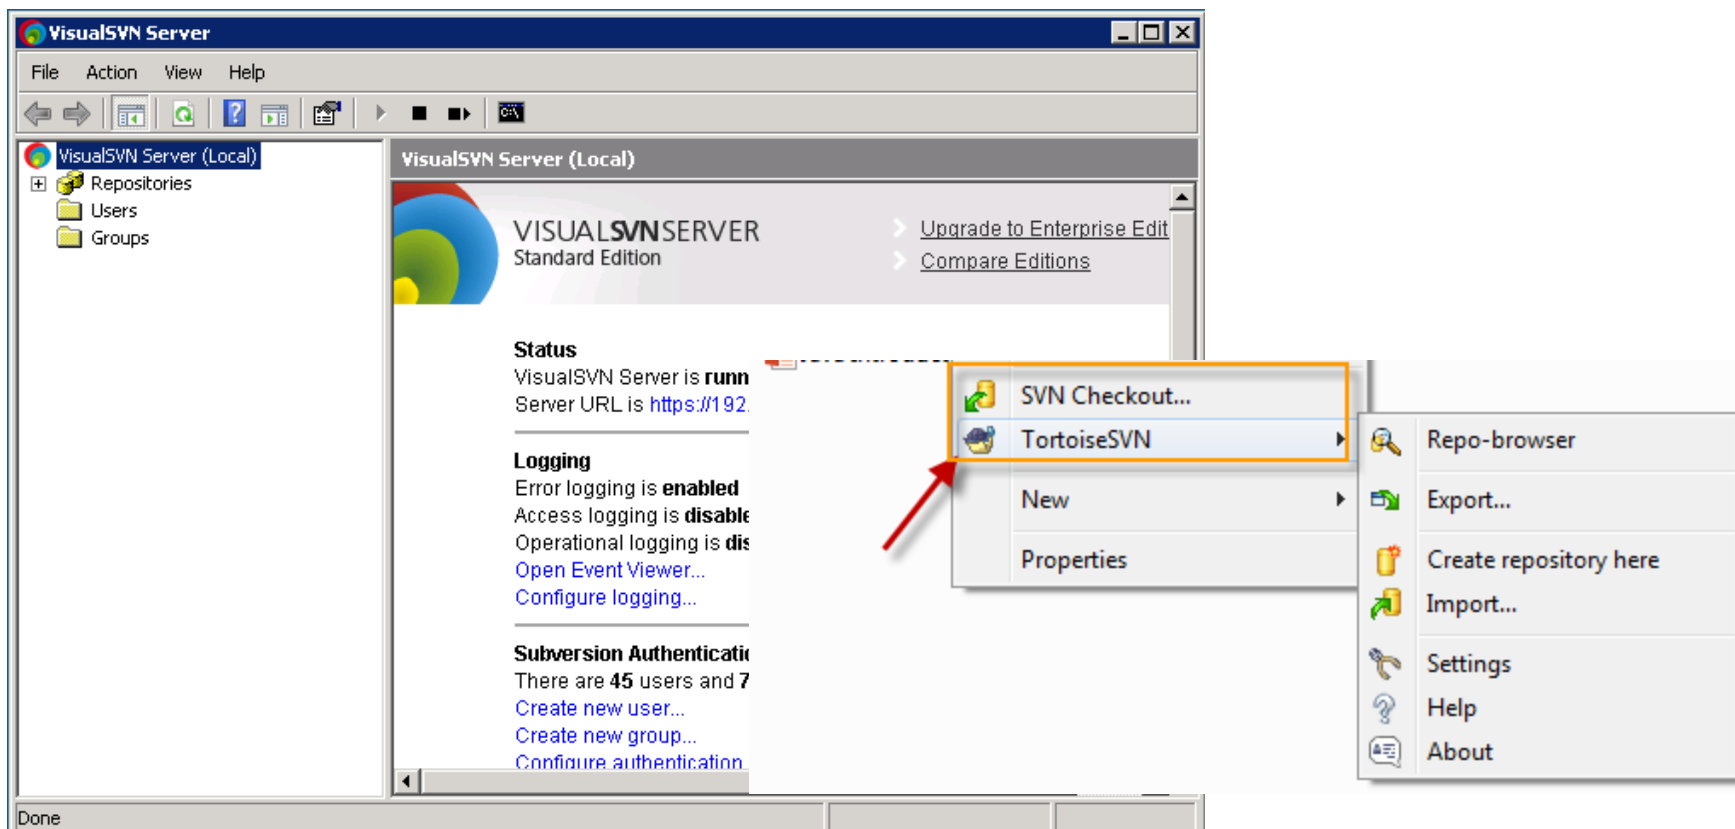 VisualSVN Server
File Action View Help
VisualSVN Server (Local)
Repositories
Users
Groups
VisualSVN Server (Local)
VISUALSVNSERVER
Standard Edition
Upgrade to Enterprise Edit
Compare Editions
Status
VisualSVN Server is runn
Server URL is https://192.
Logging
Error logging is enabled
Access logging is disable
Operational logging is dis
Open Event Viewer...
Configure logging...
Subversion Authenticatio
There are 45 users and 7
Create new user...
Create new group...
Configure authentication
Done
SVN Checkout...
TortoiseSVN
New
Properties
Repo-browser
Export...
Create repository here
Import...
Settings
Help
About